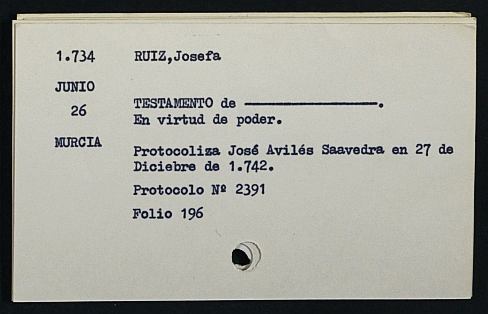 1.734 RUIZ,Josefa
JUNIO
26 TESTAMENTO de ——————————.
En virtud de poder.
MURCIA
Protocoliza José Avilés Saavedra en 27 de
Diciebre de 1.742.
Protocolo Nº 2391
Folio 196